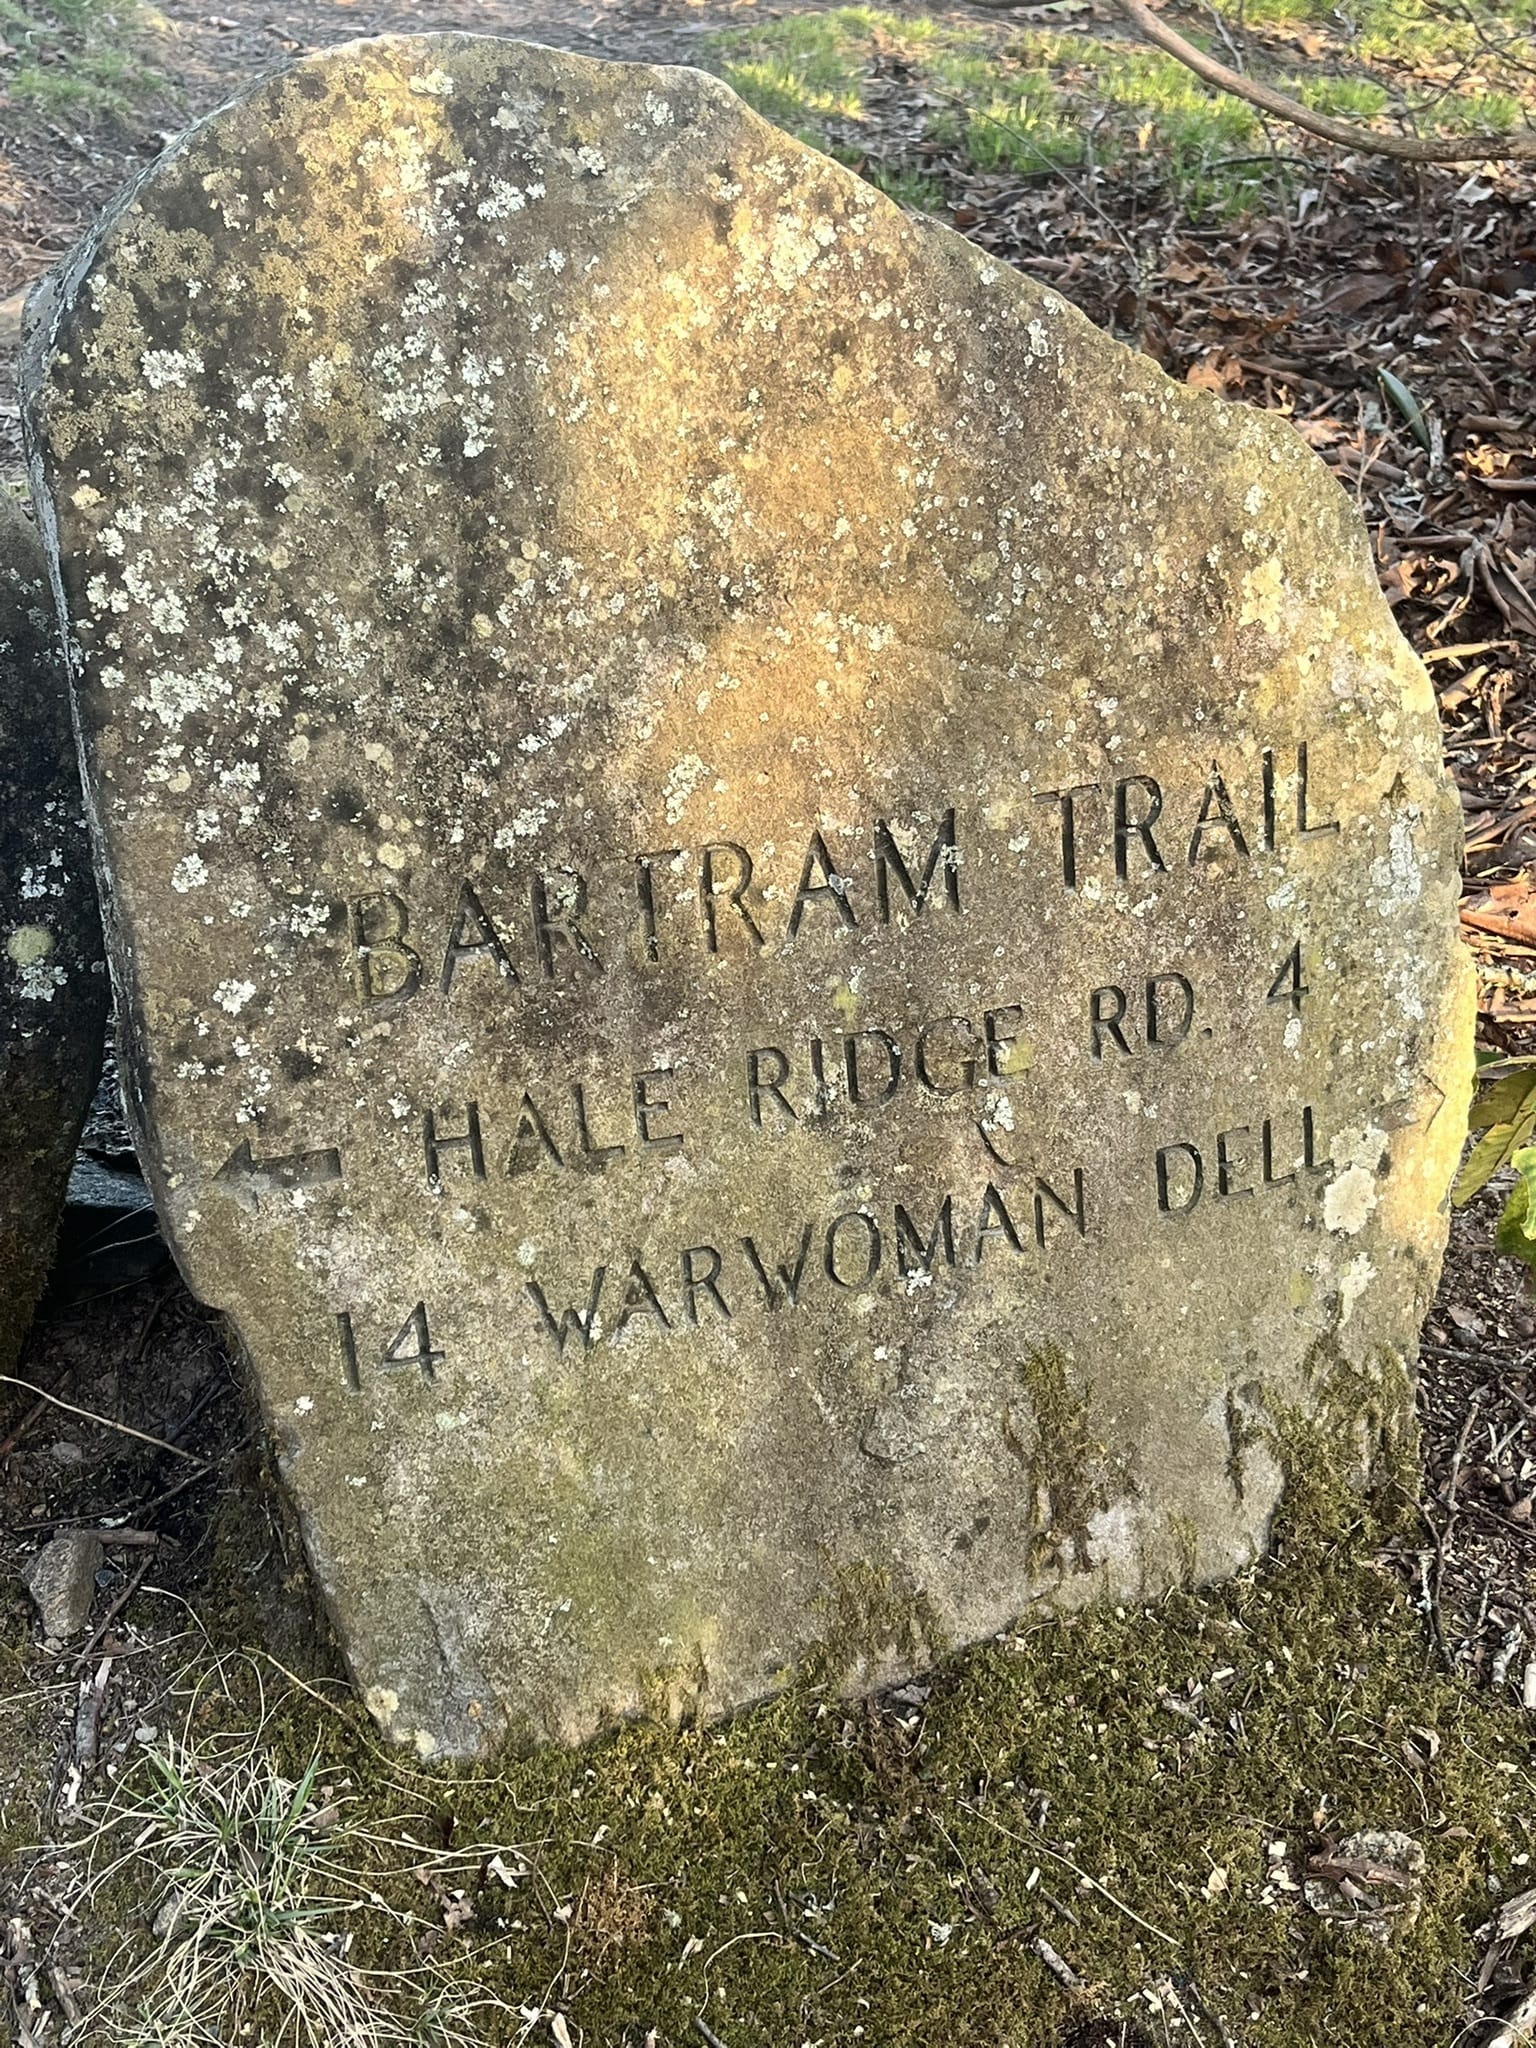 BARTRAM TRAIL
← HALE RIDGE RD. 4
14 WARWOMAN DELL →